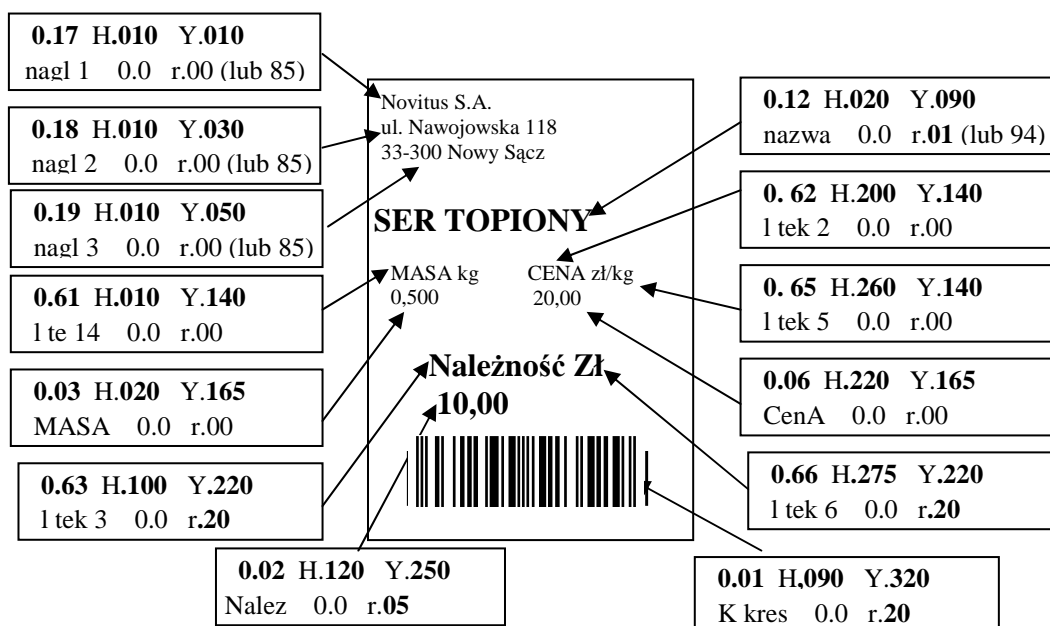 0.17 H.010 Y.010
nagl 1 0.0 r.00 (lub 85)
0.18 H.010 Y.030
nagl 2 0.0 r.00 (lub 85)
0.19 H.010 Y.050
nagl 3 0.0 r.00 (lub 85)
0.61 H.010 Y.140
l te 14 0.0 r.00
0.03 H.020 Y.165
MASA 0.0 r.00
0.63 H.100 Y.220
l tek 3 0.0 r.20
0.02 H.120 Y.250
Nalez 0.0 r.05
Novitus S.A.
ul. Nawojowska 118
33-300 Nowy Sącz
SER TOPIONY
MASA kg CENA zł/kg
0,500 20,00
Należność Zł
10,00
0.12 H.020 Y.090
nazwa 0.0 r.01 (lub 94)
0. 62 H.200 Y.140
l tek 2 0.0 r.00
0. 65 H.260 Y.140
l tek 5 0.0 r.00
0.06 H.220 Y.165
CenA 0.0 r.00
0.66 H.275 Y.220
l tek 6 0.0 r.20
0.01 H,090 Y.320
K kres 0.0 r.20